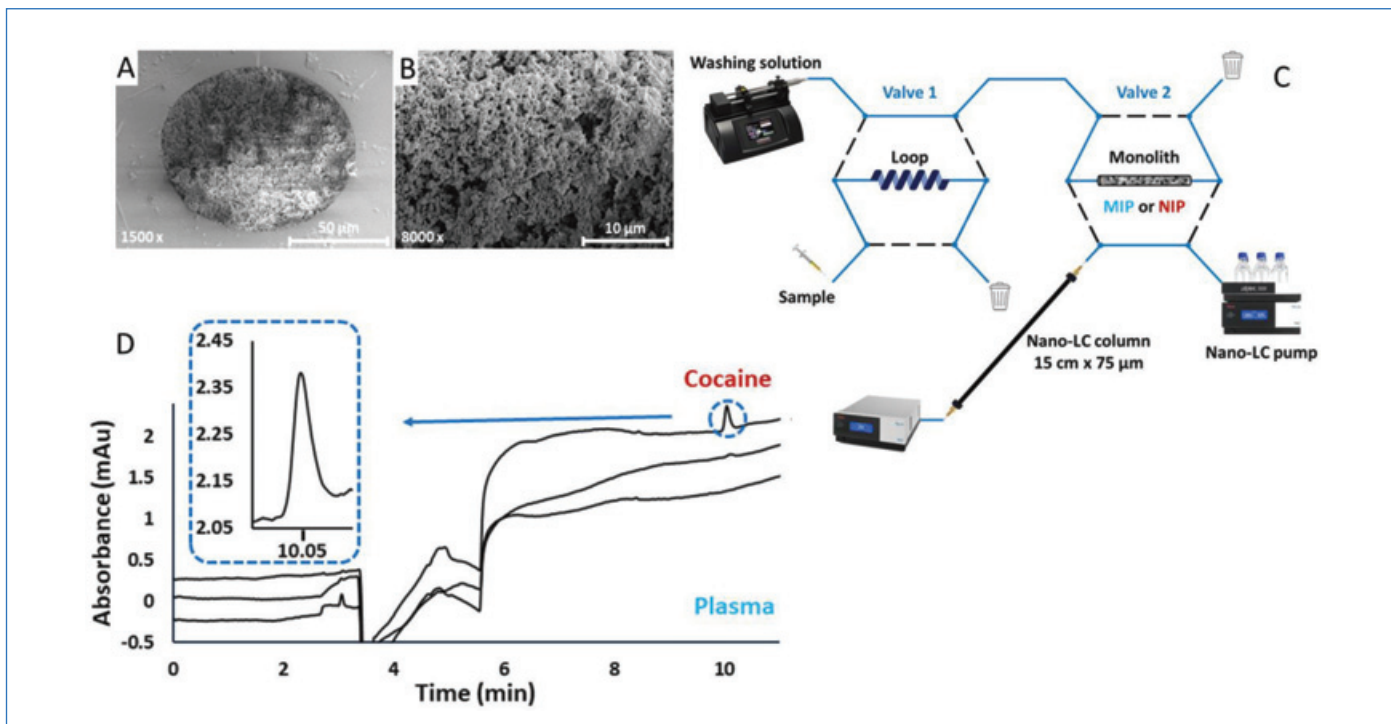 A
1500 x
50 µm
B
8000 x
10 µm
C
Washing solution
Valve 1
Valve 2
Loop
Monolith
MIP or NIP
Sample
Nano-LC column
15 cm x 75 µm
Nano-LC pump
D
2.45
2.35
2.25
2.15
2.05
10.05
Cocaine
Plasma
Absorbance (mAu)
2
1.5
1
0.5
0
-0.5
0 2 4 6 8 10
Time (min)